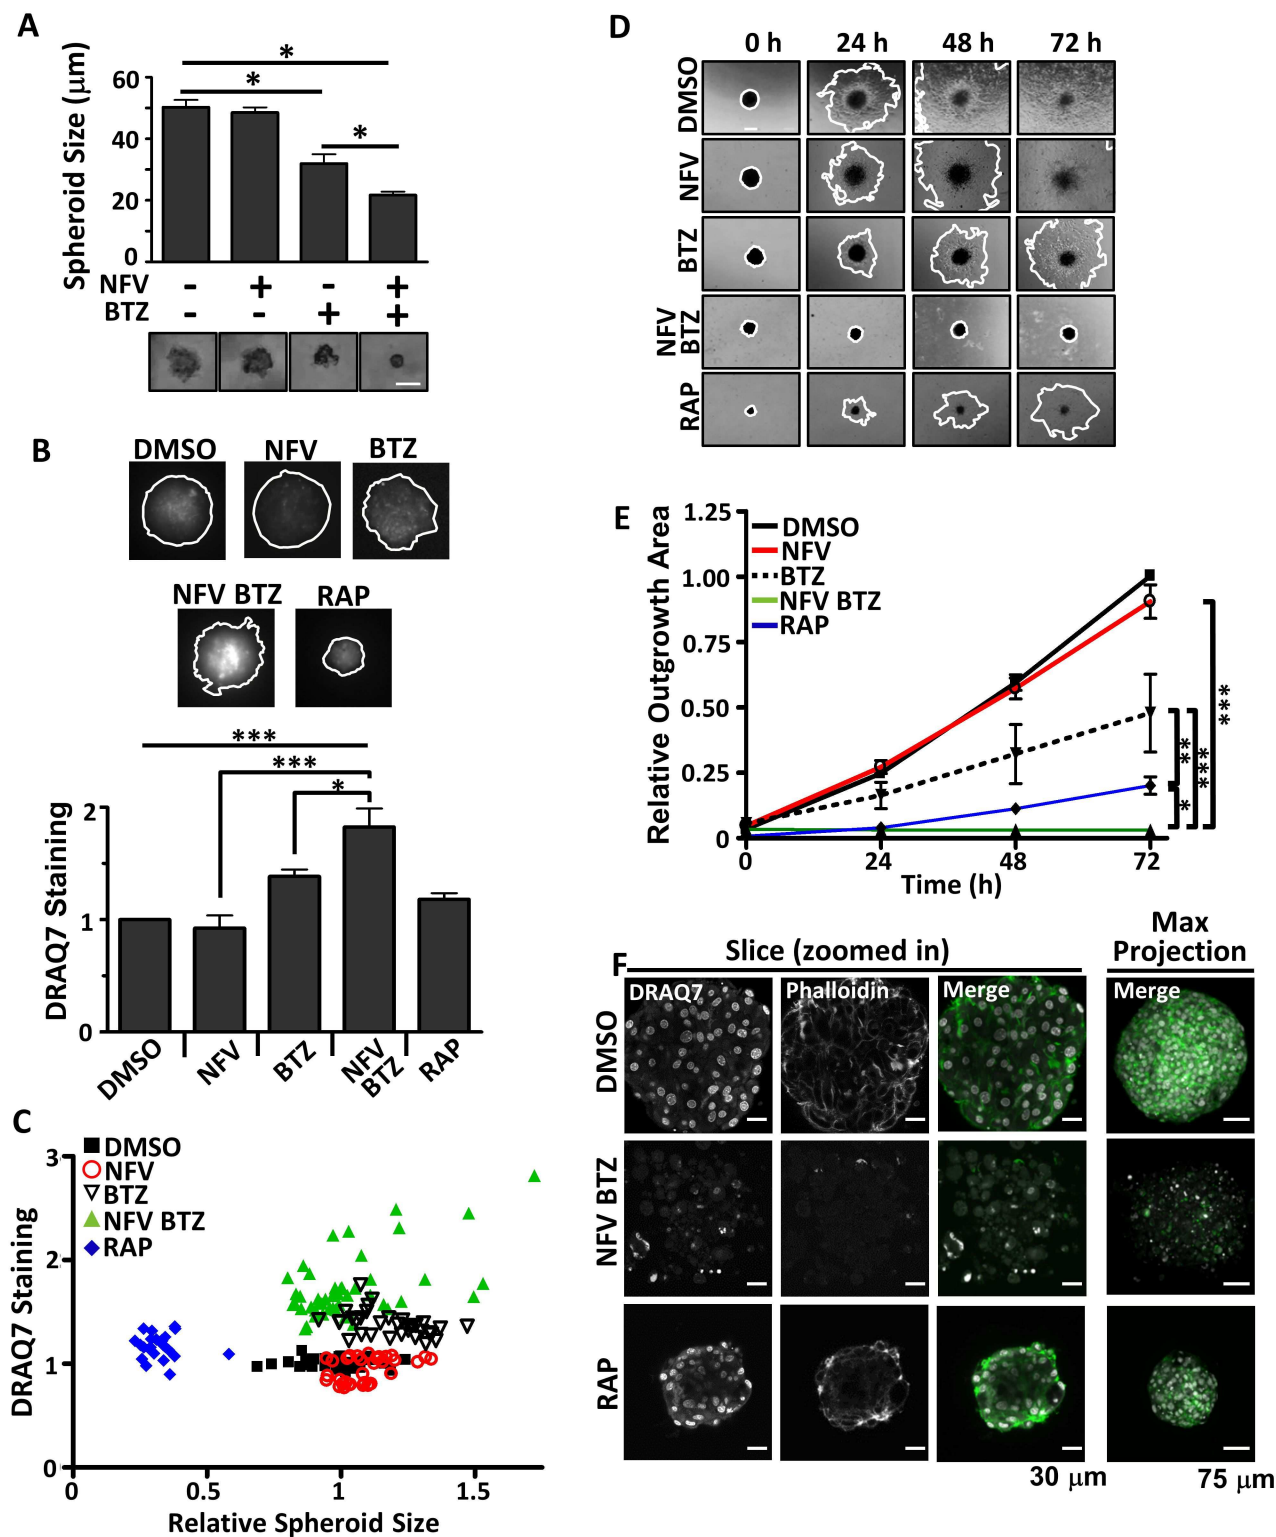 A
Spheroid Size (μm)
*
*
*
60
40
20
0
NFV - + - +
BTZ - - + +
B
DMSO NFV BTZ
NFV BTZ RAP
DRAQ7 Staining
***
***
*
2
1
0
DMSO
NFV
BTZ
NFV
BTZ
RAP
C
DRAQ7 Staining
3
2
1
0
DMSO
NFV
BTZ
NFV BTZ
RAP
0 0.5 1 1.5
Relative Spheroid Size
D
0 h 24 h 48 h 72 h
DMSO
NFV
BTZ
NFV
BTZ
RAP
E
Relative Outgrowth Area
1.25
1.00
0.75
0.50
0.25
0
DMSO
NFV
BTZ
NFV BTZ
RAP
**
*
***
***
0 24 48 72
Time (h)
F
Slice (zoomed in)
Max
Projection
DRAQ7 Phalloidin Merge Merge
DMSO
NFV BTZ
RAP
30 μm 75 μm